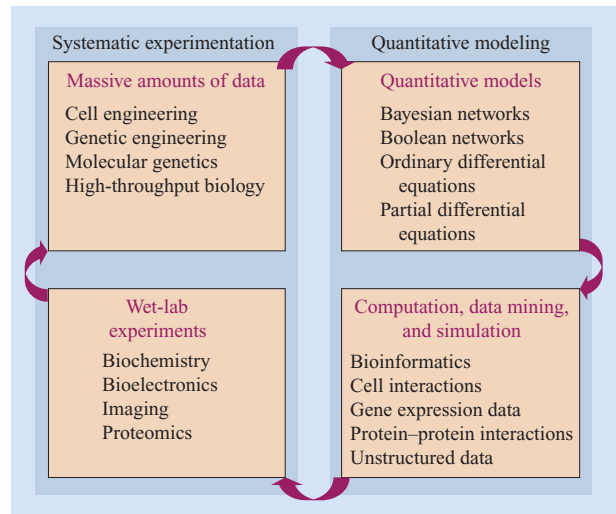 Systematic experimentation
Massive amounts of data
Cell engineering
Genetic engineering
Molecular genetics
High-throughput biology
Quantitative modeling
Quantitative models
Bayesian networks
Boolean networks
Ordinary differential
equations
Partial differential
equations
Wet-lab
experiments
Biochemistry
Bioelectronics
Imaging
Proteomics
Computation, data mining,
and simulation
Bioinformatics
Cell interactions
Gene expression data
Protein–protein interactions
Unstructured data